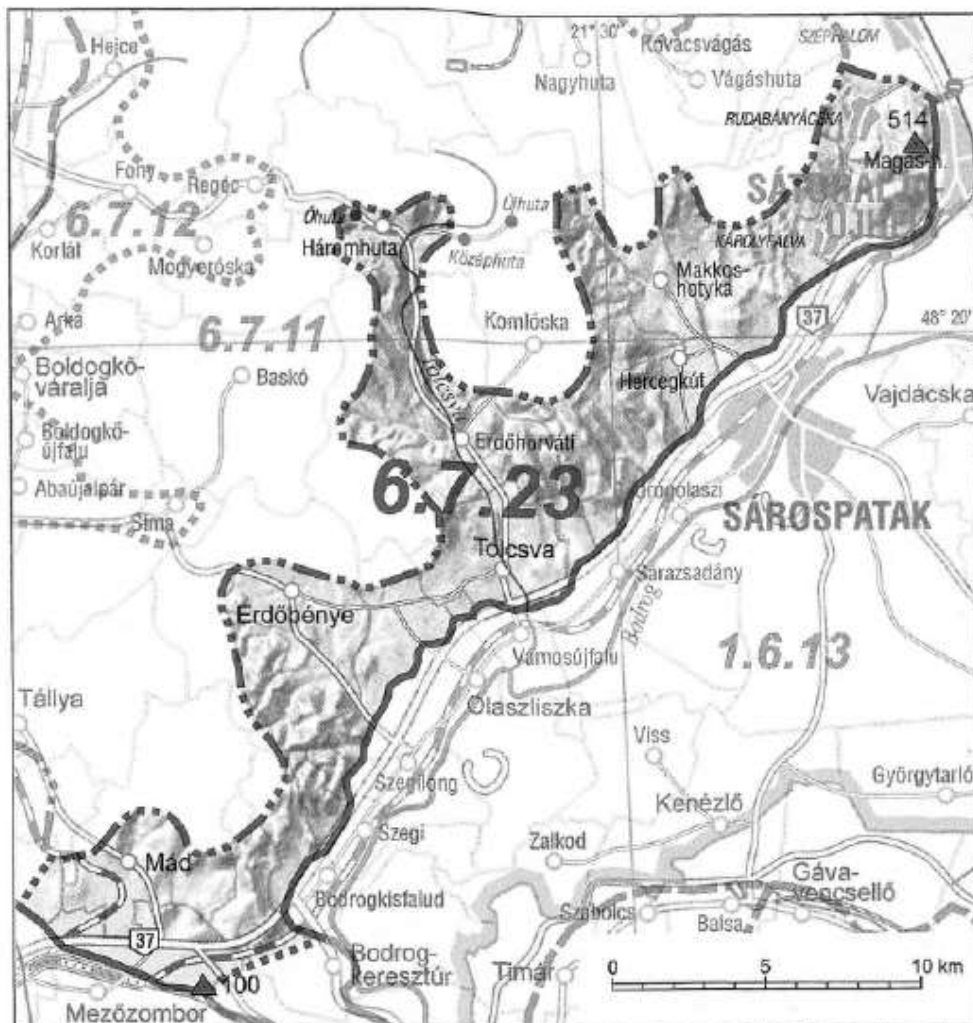 Hejce
21° 30'
Kovácsvágás
SZÉPHALOM
Nagyhuta
Vágáshuta
RUDABÁNYÁCSKA
514
Magas-h.
Fony
Regéc
Óhuta
Újhuta
SÁTORALJA-
ÚJHELY
6.7.12
Korlát
Háromhuta
Középhuta
KÁROLYFALVA
Mogyoróska
Makkos-
hotyka
Arka
6.7.11
Komlóska
37
48° 20'
Boldogkő-
váralja
Baskó
Tolcsva
Hercegkút
Vajdácska
Boldogkő-
újfalu
Erdőhorváti
Abaújalpár
6.7.23
Sima
SÁROSPATAK
Tolcsva
Sárazsadány
Erdőbénye
Bodrog
Vámosújfalu
1.6.13
Tállya
Olaszliszka
Viss
Szegilong
Györgytarló
Kenézlő
Szegi
Zalkod
Mád
Gáva-
vencsellő
Bodrogkisfalud
Szabolcs
Balsa
37
Bodrog-
keresztúr
Timár
100
0 5 10 km
Mezőzombor